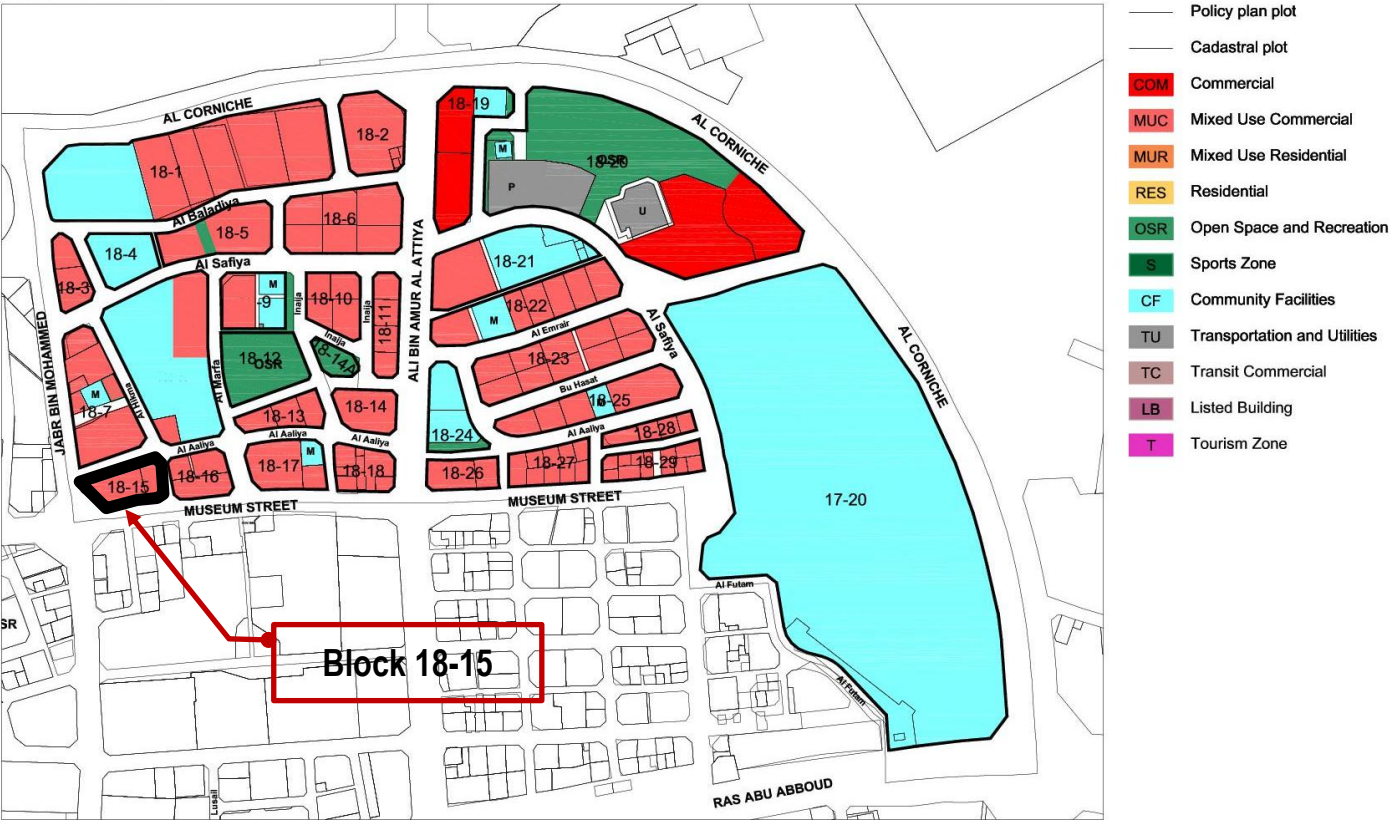 Policy plan plot
Cadastral plot
COM Commercial
MUC Mixed Use Commercial
MUR Mixed Use Residential
RES Residential
OSR Open Space and Recreation
S Sports Zone
CF Community Facilities
TU Transportation and Utilities
TC Transit Commercial
LB Listed Building
T Tourism Zone
AL CORNICHE
AL CORNICHE
AL CORNICHE
18-19
18-2
18-1
M
18-20
OSR
P
U
Al Baladiya
18-6
18-5
18-4
Al Safiya
18-21
18-3
M
-9
Inaija
18-10
Inaija
18-11
ALI BIN AMUR AL ATTIYA
18-22
M
Al Emrair
Al Safiya
JABR BIN MOHAMMED
Inaija
18-14A
18-12
OSR
18-23
Bu Hasat
Al Marfa
M
18-7
Al Hikma
18-13
18-14
M
18-25
Al Aaliya
Al Aaliya
Al Aaliya
Al Aaliya
18-24
18-28
M
18-15
18-16
18-17
18-18
18-26
18-27
18-29
MUSEUM STREET
MUSEUM STREET
17-20
Al Futam
SR
Block 18-15
Al Futam
Lusail
RAS ABU ABBOUD